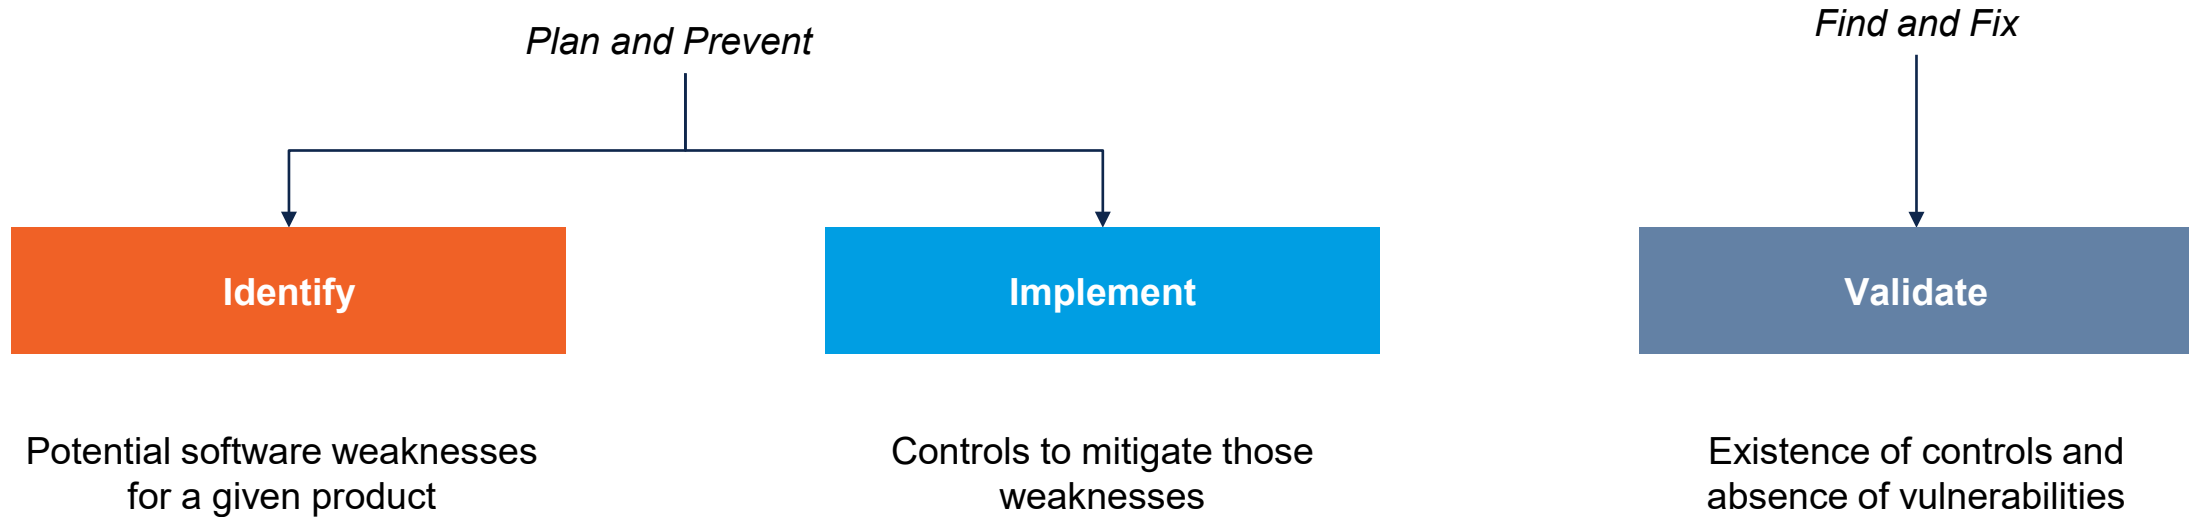 Plan and Prevent
Find and Fix
Identify
Implement
Validate
Potential software weaknesses
for a given product
Controls to mitigate those
weaknesses
Existence of controls and
absence of vulnerabilities